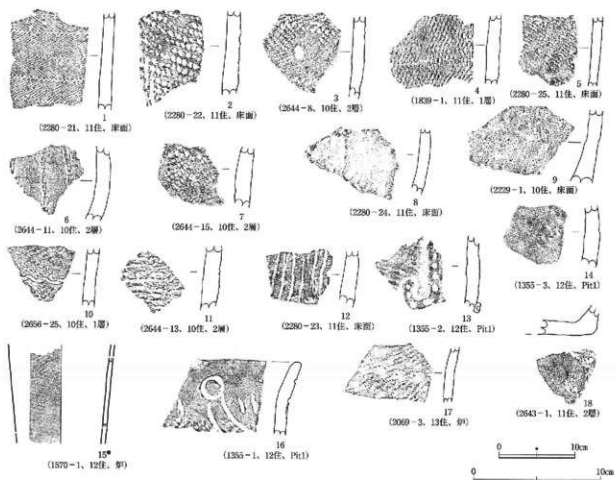 1
(2280-21、11住、床面)
2
(2280-22、11住、床面)
3
(2644-8、10住、2層)
4
(1839-1、11住、1層)
5
(2280-25、11住、床面)
6
(2644-11、10住、2層)
7
(2644-15、10住、2層)
8
(2280-24、11住、床面)
9
(2229-1、10住、床面)
10
(2656-25、10住、1層)
11
(2644-13、10住、2層)
12
(2280-23、11住、床面)
13
(1355-2、12住、Pit1)
14
(1355-3、12住、Pit1)
15●
(1570-1、12住、炉)
16
(1355-1、12住、Pit1)
17
(2069-3、13住、炉)
18
(2643-1、11住、2層)
0 ● 10cm
0 10cm